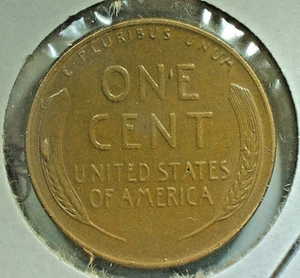 E·PLURIBUS·UNUM
ONE
CENT
UNITED STATES
OF AMERICA